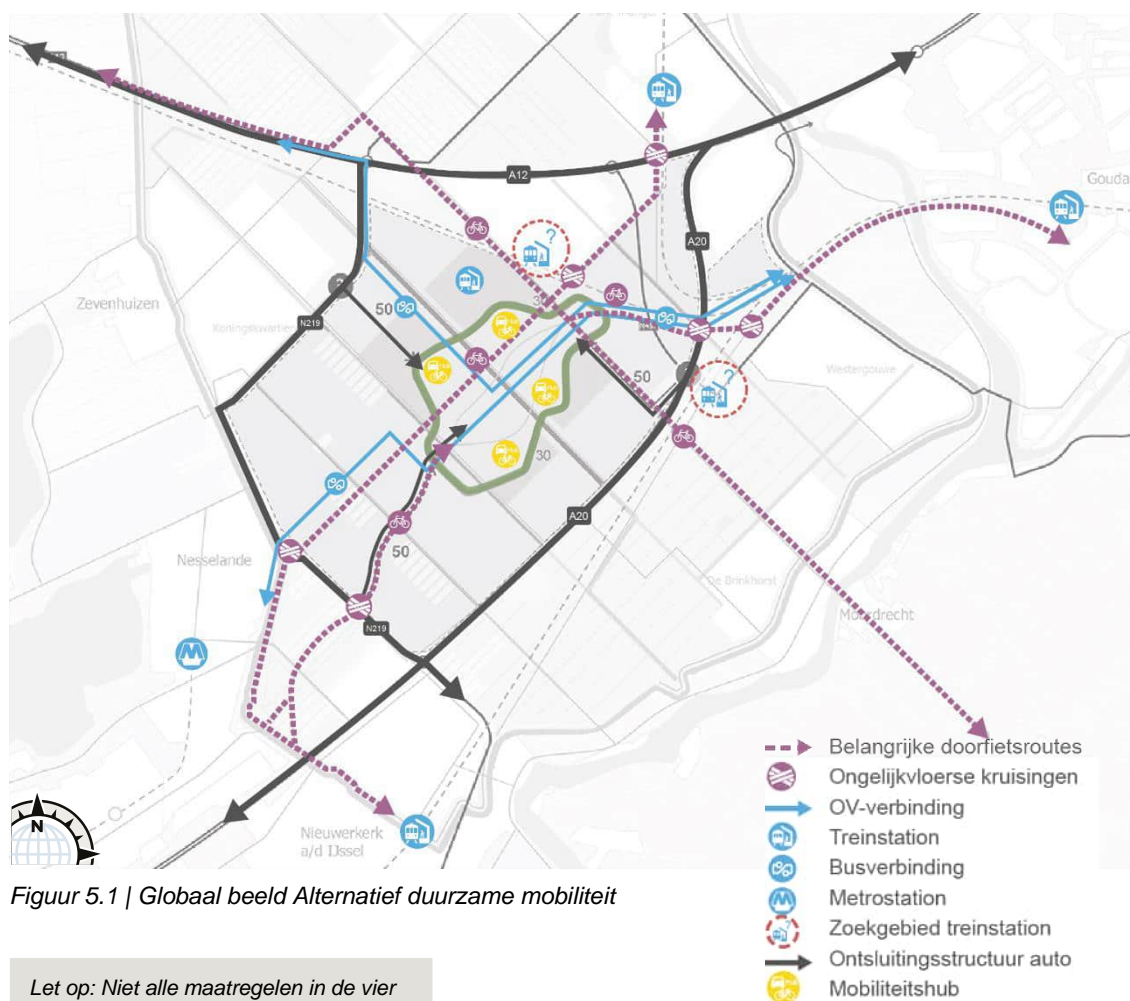 A12
A20
Gouda
Zevenhuizen
Koningskwartier
?
3
50
N219
Westergouwe
?
50
30
A20
50
De Brinkhorst
Nesselande
Moordrecht
N219
Nieuwerkerk
a/d IJssel
N
Belangrijke doorfietsroutes
Ongelijkvloerse kruisingen
OV-verbinding
Treinstation
Busverbinding
Metrostation
Zoekgebied treinstation
Ontsluitingsstructuur auto
Mobiliteitshub
Figuur 5.1 | Globaal beeld Alternatief duurzame mobiliteit
Let op: Niet alle maatregelen in de vier